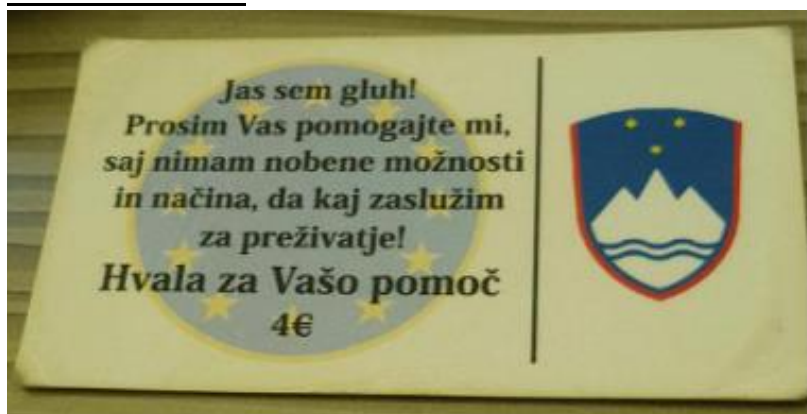 Jas sem gluh!
Prosim Vas pomogajte mi,
saj nimam nobene možnosti
in načina, da kaj zaslužim
za preživatje!
Hvala za Vašo pomoč
4€